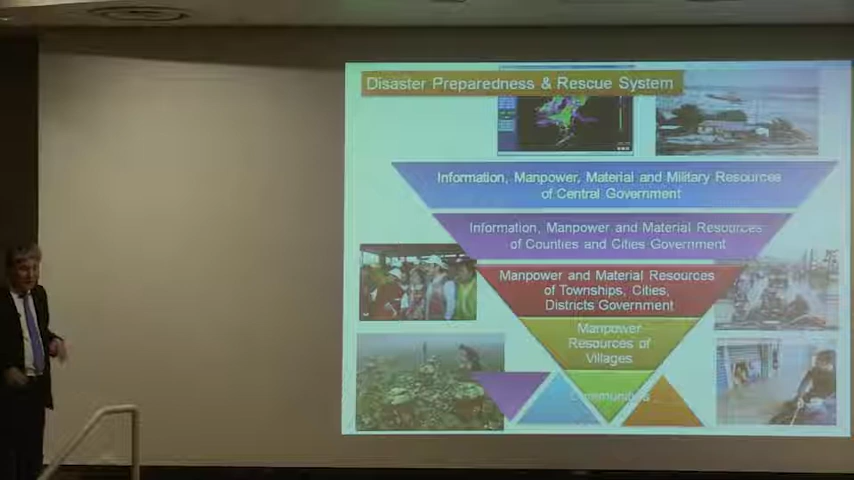 Disaster Preparedness & Rescue System
Information, Manpower, Material and Military Resources
of Central Government
Information, Manpower and Material Resources
of Counties and Cities Government
Manpower and Material Resources
of Townships, Cities,
Districts Government
Manpower
Resources of
Villages
Communities